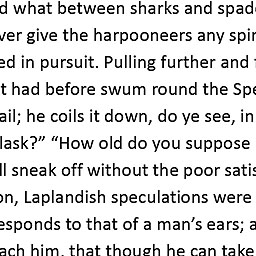 d what between sharks and spad
ver give the harpooneers any spir
ed in pursuit. Pulling further and f
t had before swum round the Spe
ail; he coils it down, do ye see, in
lask?” “How old do you suppose
ll sneak off without the poor satis
on, Laplandish speculations were
esponds to that of a man’s ears; a
ach him, that though he can take